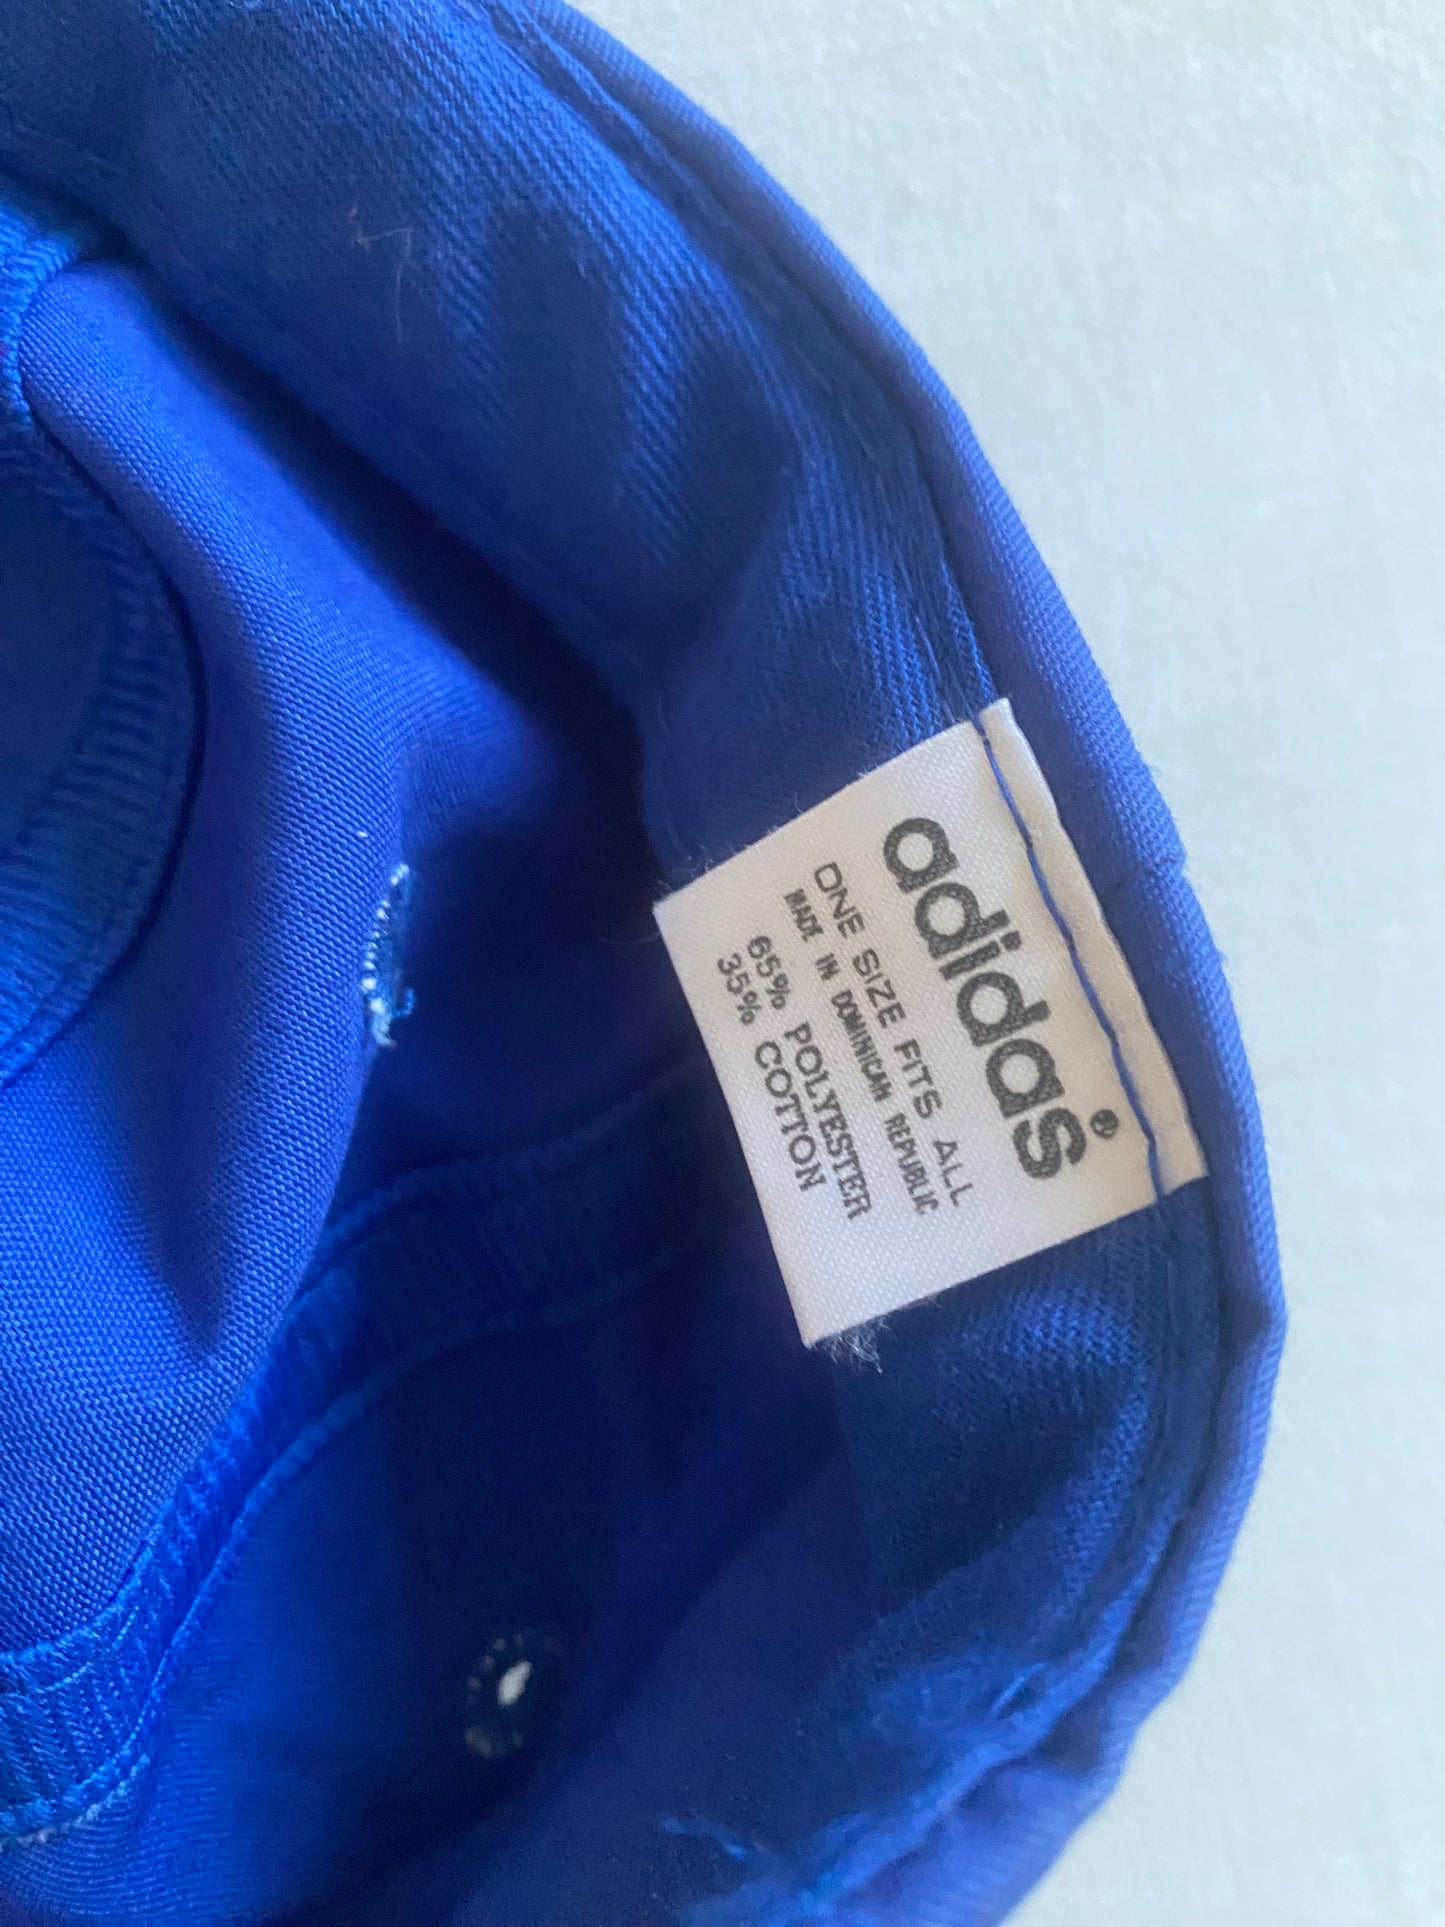 adidas®
ONE SIZE FITS ALL
MADE IN DOMINICAN REPUBLIC
65% POLYESTER
35% COTTON